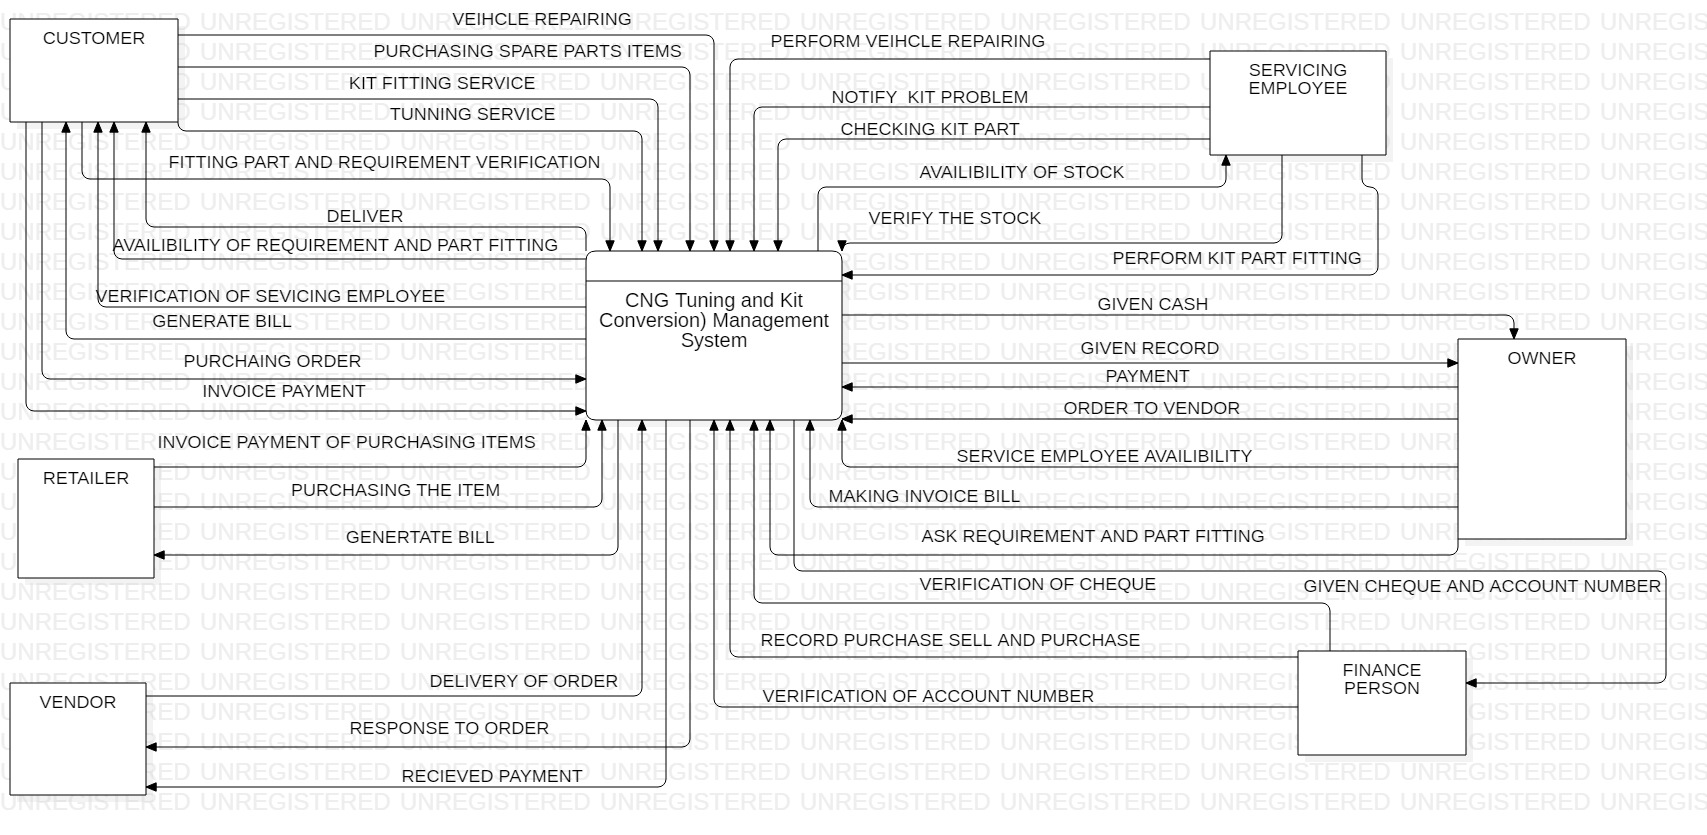 VEIHCLE REPAIRING
CUSTOMER
PURCHASING SPARE PARTS ITEMS
KIT FITTING SERVICE
TUNNING SERVICE
FITTING PART AND REQUIREMENT VERIFICATION
DELIVER
AVAILIBILITY OF REQUIREMENT AND PART FITTING
VERIFICATION OF SEVICING EMPLOYEE
GENERATE BILL
PURCHAING ORDER
INVOICE PAYMENT
PERFORM VEIHCLE REPAIRING
SERVICING
EMPLOYEE
NOTIFY  KIT PROBLEM
CHECKING KIT PART
AVAILIBILITY OF STOCK
VERIFY THE STOCK
PERFORM KIT PART FITTING
CNG Tuning and Kit
Conversion) Management
System
GIVEN CASH
GIVEN RECORD
OWNER
PAYMENT
ORDER TO VENDOR
SERVICE EMPLOYEE AVAILIBILITY
MAKING INVOICE BILL
ASK REQUIREMENT AND PART FITTING
INVOICE PAYMENT OF PURCHASING ITEMS
RETAILER
PURCHASING THE ITEM
GENERTATE BILL
VERIFICATION OF CHEQUE
GIVEN CHEQUE AND ACCOUNT NUMBER
RECORD PURCHASE SELL AND PURCHASE
FINANCE
PERSON
VERIFICATION OF ACCOUNT NUMBER
DELIVERY OF ORDER
VENDOR
RESPONSE TO ORDER
RECIEVED PAYMENT
UNREGISTERED